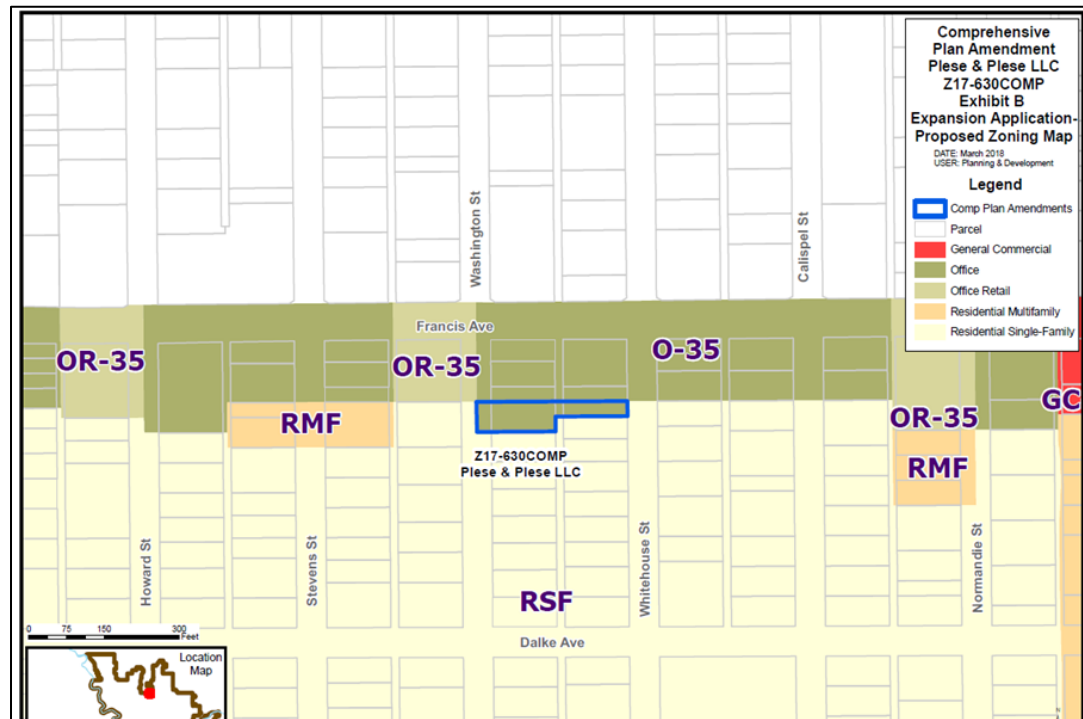 Comprehensive
Plan Amendment
Plese & Plese LLC
Z17-630COMP
Exhibit B
Expansion Application-
Proposed Zoning Map
DATE: March 2018
USER: Planning & Development
Legend
Comp Plan Amendments
Parcel
General Commercial
Office
Office Retail
Residential Multifamily
Residential Single-Family
Washington St
Calispel St
Francis Ave
OR-35
OR-35
O-35
GC
OR-35
RMF
RMF
Z17-630COMP
Plese & Plese LLC
Howard St
Stevens St
Whitehouse St
Normandie St
RSF
Dalke Ave
0 75 150 300
Feet
Location
Map